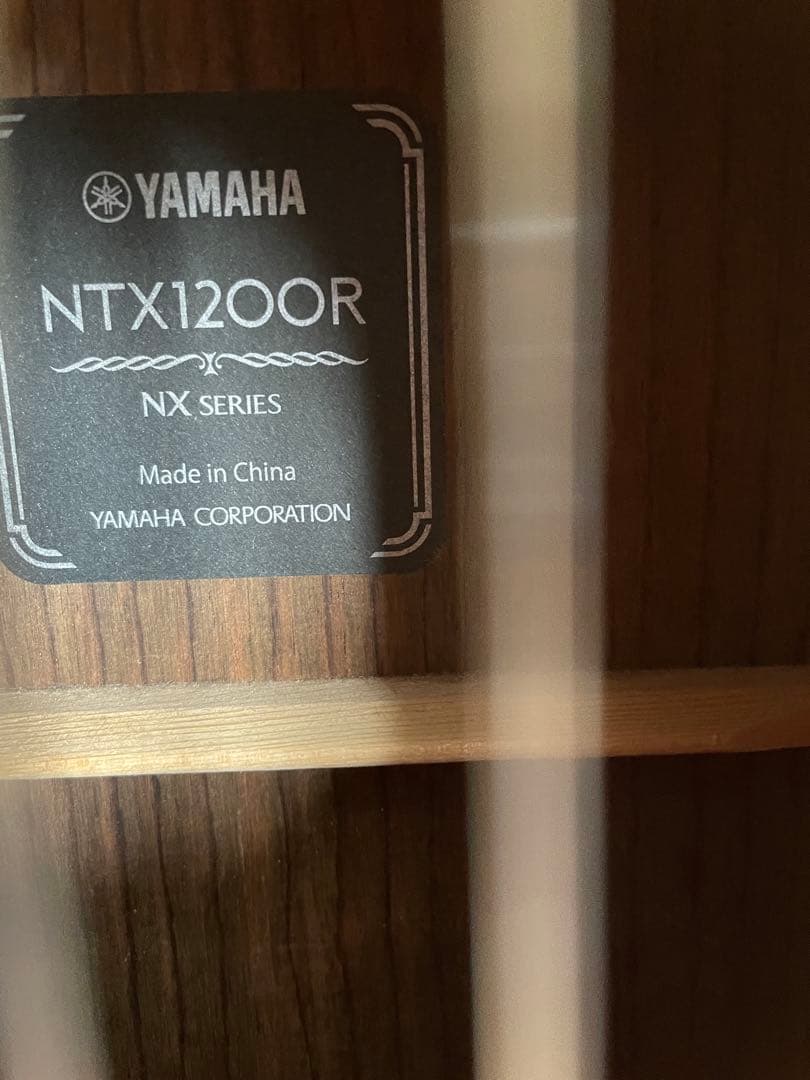 YAMAHA
NTX1200R
NX SERIES
Made in China
YAMAHA CORPORATION